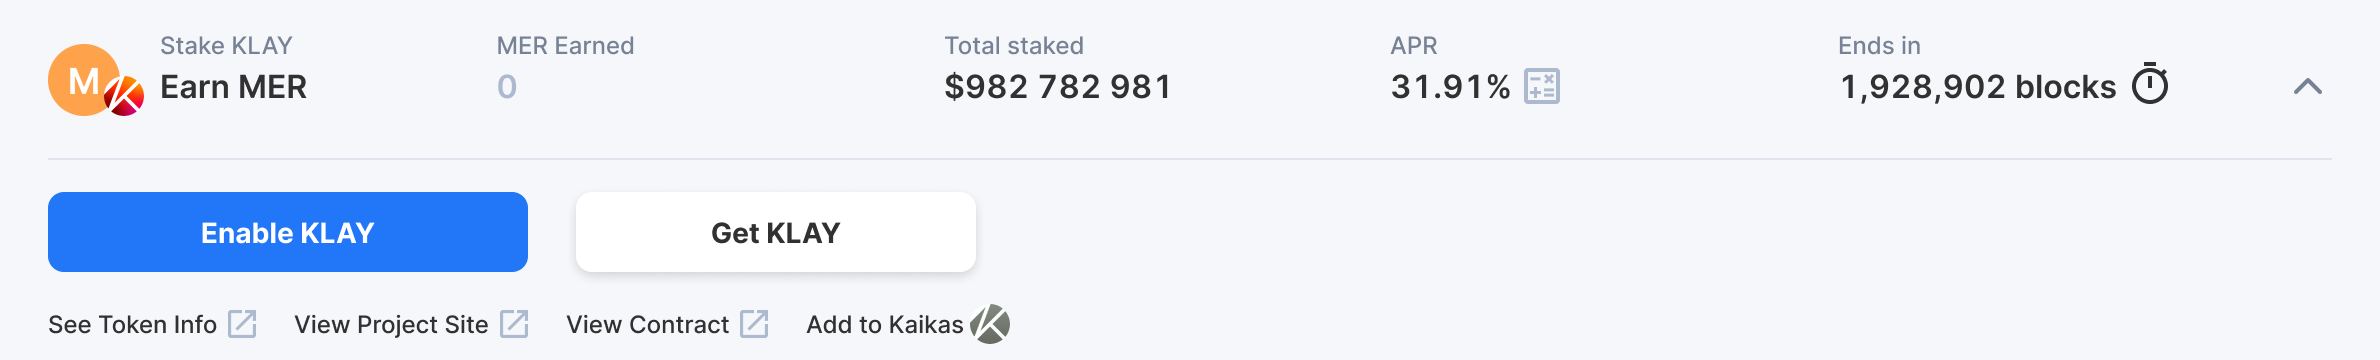 Stake KLAY
MER Earned
Total staked
APR
Ends in
M
Earn MER
0
$982 782 981
31.91%
1,928,902 blocks
Enable KLAY
Get KLAY
See Token Info
View Project Site
View Contract
Add to Kaikas